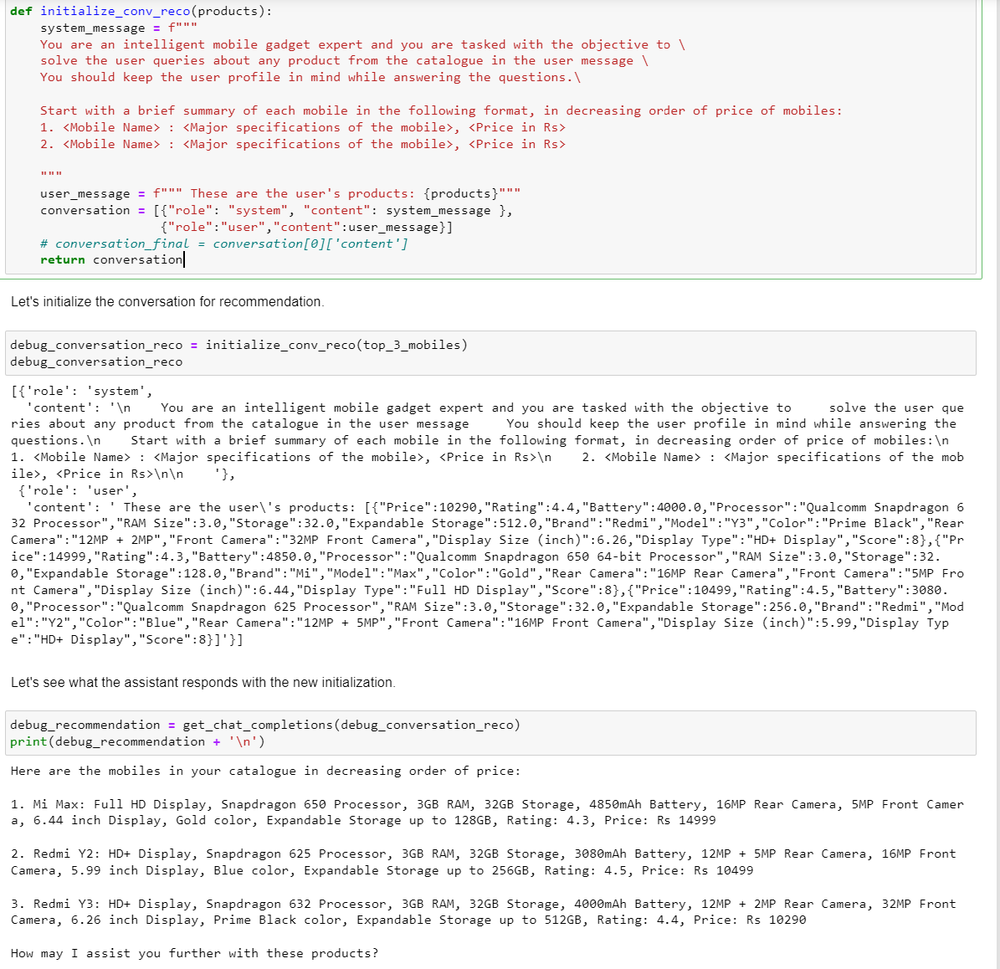 def initialize_conv_reco(products):
    system_message = f"""
    You are an intelligent mobile gadget expert and you are tasked with the objective to \
    solve the user queries about any product from the catalogue in the user message \
    You should keep the user profile in mind while answering the questions.\

    Start with a brief summary of each mobile in the following format, in decreasing order of price of mobiles:
    1. <Mobile Name> : <Major specifications of the mobile>, <Price in Rs>
    2. <Mobile Name> : <Major specifications of the mobile>, <Price in Rs>

    """
    user_message = f""" These are the user's products: {products}"""
    conversation = [{"role": "system", "content": system_message },
                    {"role":"user","content":user_message}]
    # conversation_final = conversation[0]['content']
    return conversation
Let's initialize the conversation for recommendation.
debug_conversation_reco = initialize_conv_reco(top_3_mobiles)
debug_conversation_reco
[{'role': 'system',
  'content': '\n    You are an intelligent mobile gadget expert and you are tasked with the objective to     solve the user que
ries about any product from the catalogue in the user message     You should keep the user profile in mind while answering the
questions.\n    Start with a brief summary of each mobile in the following format, in decreasing order of price of mobiles:\n
1. <Mobile Name> : <Major specifications of the mobile>, <Price in Rs>\n    2. <Mobile Name> : <Major specifications of the mob
ile>, <Price in Rs>\n\n    '},
 {'role': 'user',
  'content': ' These are the user\'s products: [{"Price":10290,"Rating":4.4,"Battery":4000.0,"Processor":"Qualcomm Snapdragon 6
32 Processor","RAM Size":3.0,"Storage":32.0,"Expandable Storage":512.0,"Brand":"Redmi","Model":"Y3","Color":"Prime Black","Rear
Camera":"12MP + 2MP","Front Camera":"32MP Front Camera","Display Size (inch)":6.26,"Display Type":"HD+ Display","Score":8},{"Pr
ice":14999,"Rating":4.3,"Battery":4850.0,"Processor":"Qualcomm Snapdragon 650 64-bit Processor","RAM Size":3.0,"Storage":32.
0,"Expandable Storage":128.0,"Brand":"Mi","Model":"Max","Color":"Gold","Rear Camera":"16MP Rear Camera","Front Camera":"5MP Fro
nt Camera","Display Size (inch)":6.44,"Display Type":"Full HD Display","Score":8},{"Price":10499,"Rating":4.5,"Battery":3080.
0,"Processor":"Qualcomm Snapdragon 625 Processor","RAM Size":3.0,"Storage":32.0,"Expandable Storage":256.0,"Brand":"Redmi","Mod
el":"Y2","Color":"Blue","Rear Camera":"12MP + 5MP","Front Camera":"16MP Front Camera","Display Size (inch)":5.99,"Display Typ
e":"HD+ Display","Score":8}]'}]
Let's see what the assistant responds with the new initialization.
debug_recommendation = get_chat_completions(debug_conversation_reco)
print(debug_recommendation + '\n')
Here are the mobiles in your catalogue in decreasing order of price:

1. Mi Max: Full HD Display, Snapdragon 650 Processor, 3GB RAM, 32GB Storage, 4850mAh Battery, 16MP Rear Camera, 5MP Front Camer
a, 6.44 inch Display, Gold color, Expandable Storage up to 128GB, Rating: 4.3, Price: Rs 14999

2. Redmi Y2: HD+ Display, Snapdragon 625 Processor, 3GB RAM, 32GB Storage, 3080mAh Battery, 12MP + 5MP Rear Camera, 16MP Front
Camera, 5.99 inch Display, Blue color, Expandable Storage up to 256GB, Rating: 4.5, Price: Rs 10499

3. Redmi Y3: HD+ Display, Snapdragon 632 Processor, 3GB RAM, 32GB Storage, 4000mAh Battery, 12MP + 2MP Rear Camera, 32MP Front
Camera, 6.26 inch Display, Prime Black color, Expandable Storage up to 512GB, Rating: 4.4, Price: Rs 10290

How may I assist you further with these products?